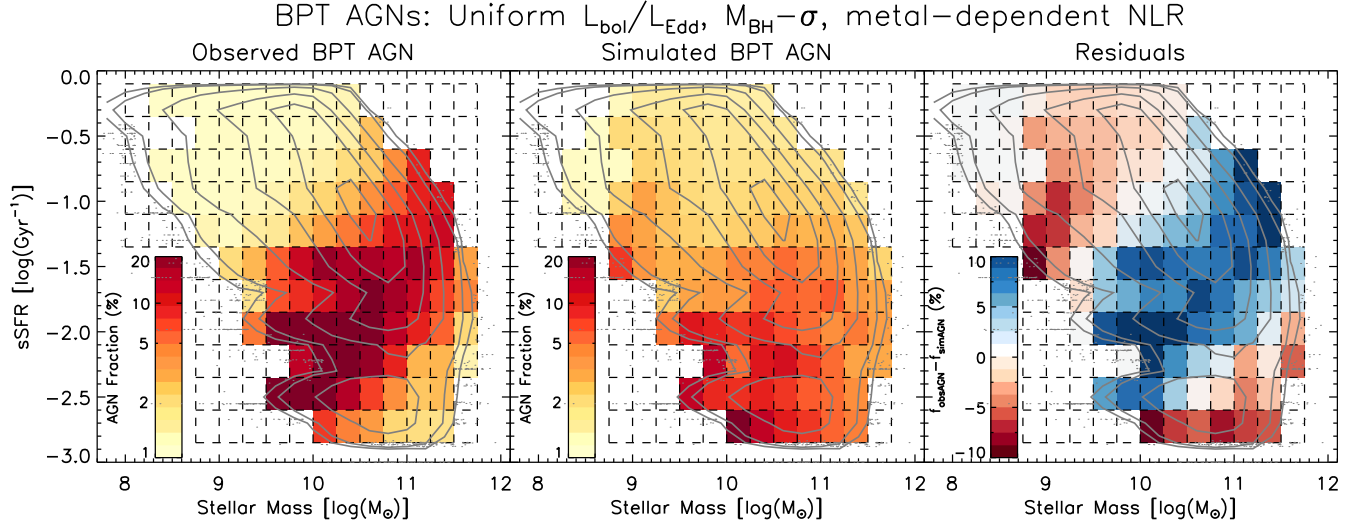 BPT AGNs: Uniform L_bol/L_Edd, M_BH−σ, metal−dependent NLR
Observed BPT AGN
Simulated BPT AGN
Residuals
sSFR [log(Gyr⁻¹)]
0.0
−0.5
−1.0
−1.5
−2.0
−2.5
−3.0
AGN Fraction (%)
20
10
5
2
1
AGN Fraction (%)
20
10
5
2
1
f_obsAGN−f_simAGN (%)
10
5
0
−5
−10
8 9 10 11 12
8 9 10 11 12
8 9 10 11 12
Stellar Mass [log(M⊙)]
Stellar Mass [log(M⊙)]
Stellar Mass [log(M⊙)]